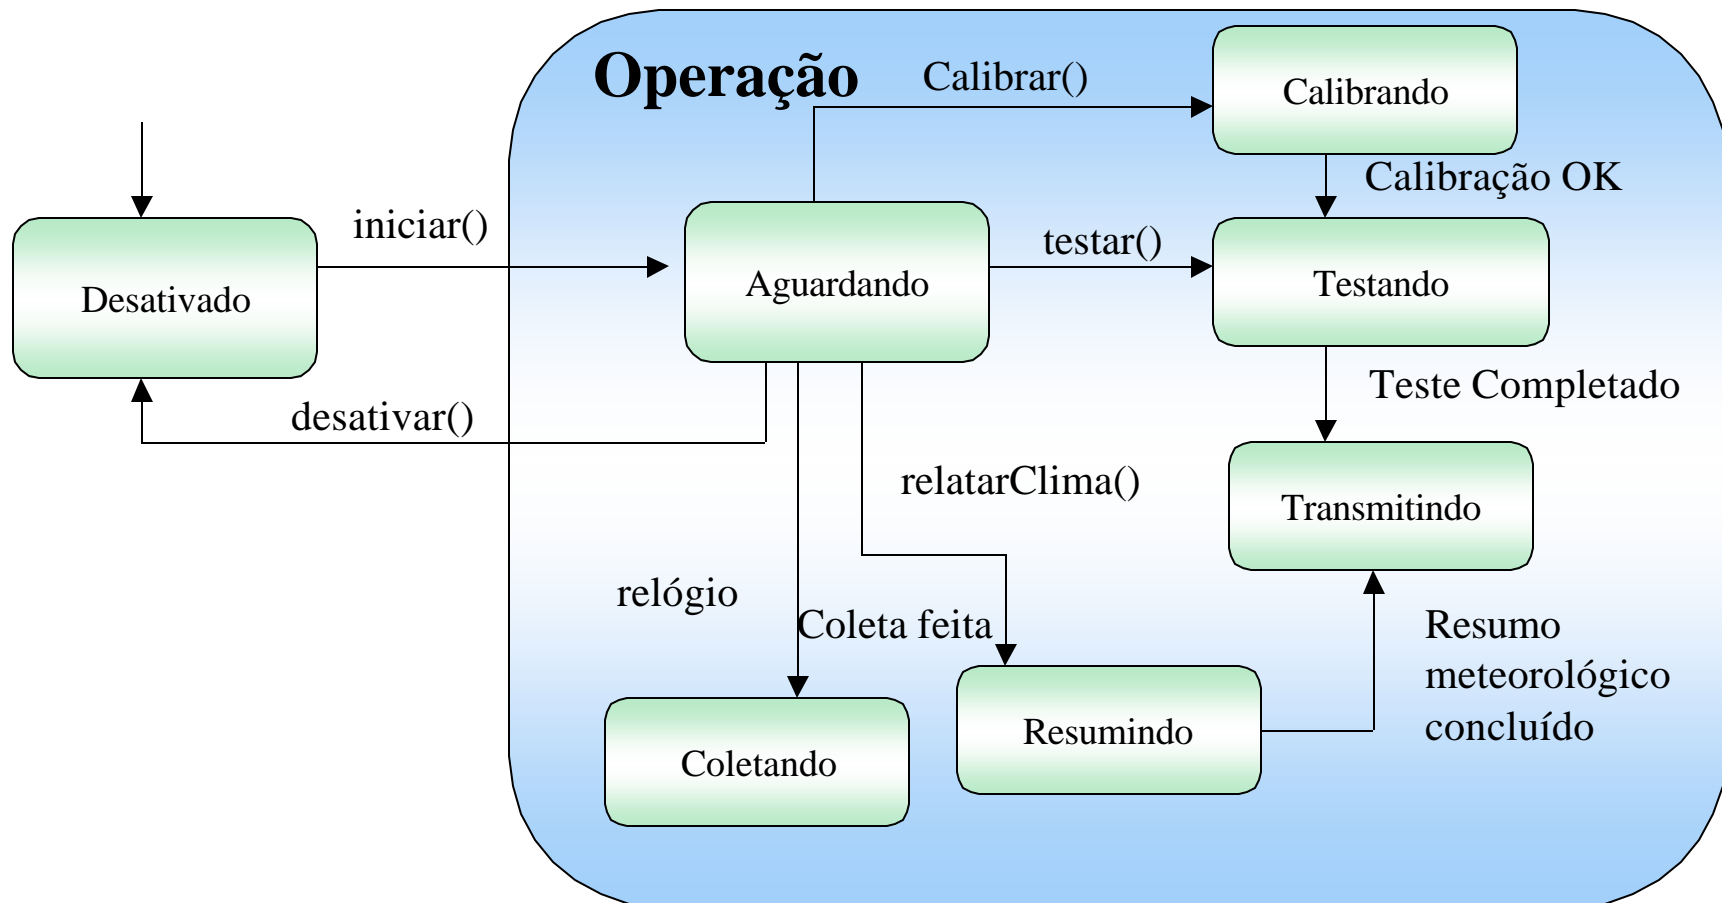 Operação
Calibrar()
Calibrando
Calibração OK
iniciar()
testar()
Desativado
Aguardando
Testando
desativar()
Teste Completado
relatarClima()
Transmitindo
relógio
Coleta feita
Resumo
meteorológico
concluído
Resumindo
Coletando